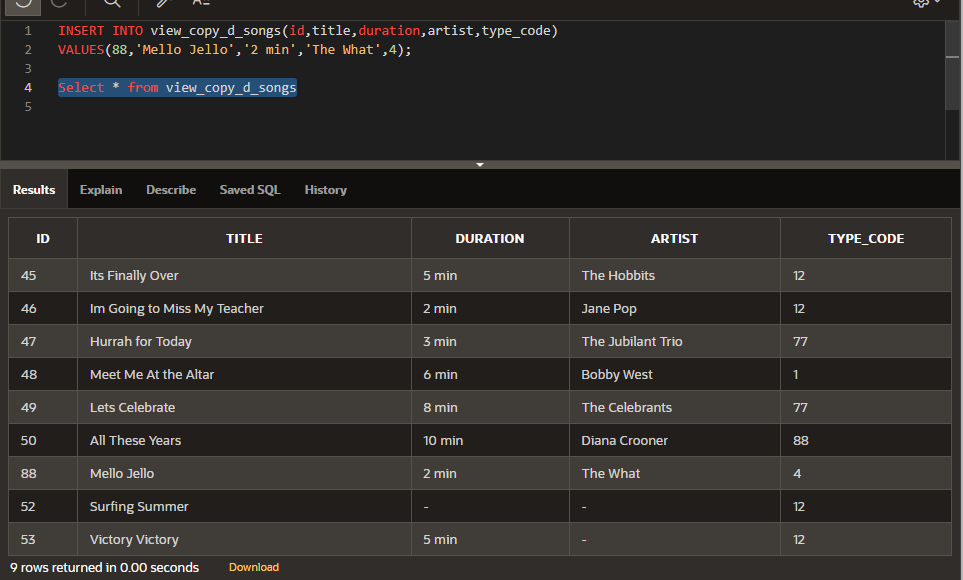 1 INSERT INTO view_copy_d_songs(id,title,duration,artist,type_code)
2 VALUES(88,'Mello Jello','2 min','The What',4);
3
4 Select * from view_copy_d_songs
5
Results Explain Describe Saved SQL History
ID TITLE DURATION ARTIST TYPE_CODE
45 Its Finally Over 5 min The Hobbits 12
46 Im Going to Miss My Teacher 2 min Jane Pop 12
47 Hurrah for Today 3 min The Jubilant Trio 77
48 Meet Me At the Altar 6 min Bobby West 1
49 Lets Celebrate 8 min The Celebrants 77
50 All These Years 10 min Diana Crooner 88
88 Mello Jello 2 min The What 4
52 Surfing Summer - - 12
53 Victory Victory 5 min - 12
9 rows returned in 0.00 seconds Download